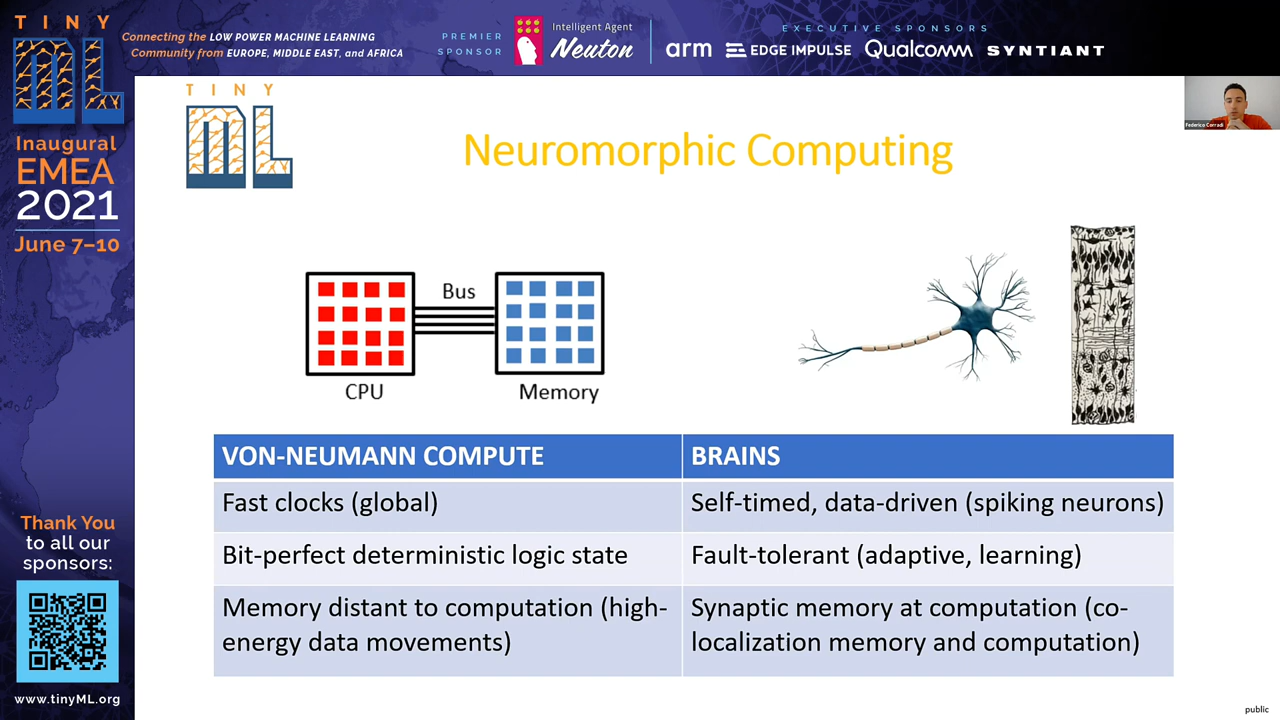 TINY
ML
Connecting the LOW POWER MACHINE LEARNING
Community from EUROPE, MIDDLE EAST, and AFRICA
PREMIER
SPONSOR
Intelligent Agent
Neuton
EXECUTIVE SPONSORS
arm
EDGE IMPULSE
Qualcomm
SYNTIANT
Inaugural
EMEA
2021
June 7–10
Thank You
to all our
sponsors:
www.tinyML.org
TINY
ML
Neuromorphic Computing
Federico Corradi
Bus
CPU
Memory
VON-NEUMANN COMPUTE
BRAINS
Fast clocks (global)
Self-timed, data-driven (spiking neurons)
Bit-perfect deterministic logic state
Fault-tolerant (adaptive, learning)
Memory distant to computation (high-
energy data movements)
Synaptic memory at computation (co-
localization memory and computation)
public